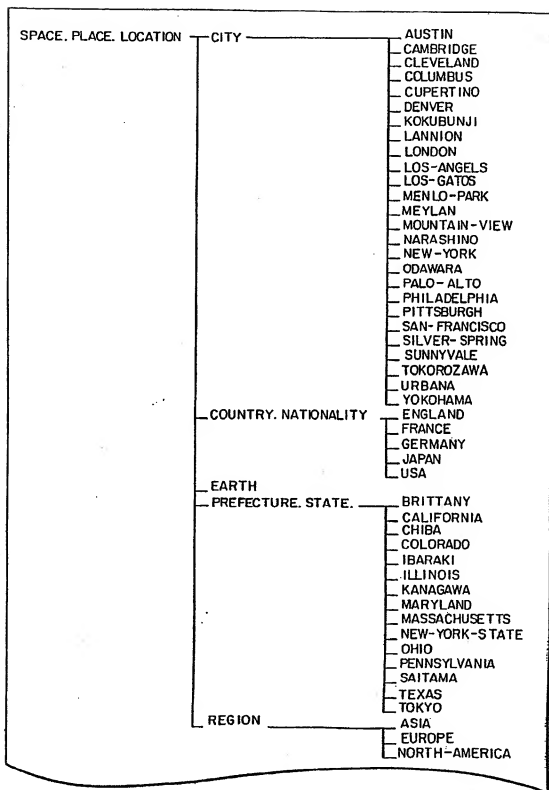 SPACE. PLACE. LOCATION CITY AUSTIN
CAMBRIDGE
CLEVELAND
COLUMBUS
CUPERTINO
DENVER
KOKUBUNJI
LANNION
LONDON
LOS-ANGELS
LOS-GATOS
MENLO-PARK
MEYLAN
MOUNTAIN-VIEW
NARASHINO
NEW-YORK
ODAWARA
PALO-ALTO
PHILADELPHIA
PITTSBURGH
SAN-FRANCISCO
SILVER-SPRING
SUNNYVALE
TOKOROZAWA
URBANA
YOKOHAMA
COUNTRY. NATIONALITY ENGLAND
FRANCE
GERMANY
JAPAN
USA
EARTH
PREFECTURE. STATE. BRITTANY
CALIFORNIA
CHIBA
COLORADO
IBARAKI
ILLINOIS
KANAGAWA
MARYLAND
MASSACHUSETTS
NEW-YORK-STATE
OHIO
PENNSYLVANIA
SAITAMA
TEXAS
TOKYO
REGION ASIA
EUROPE
NORTH-AMERICA